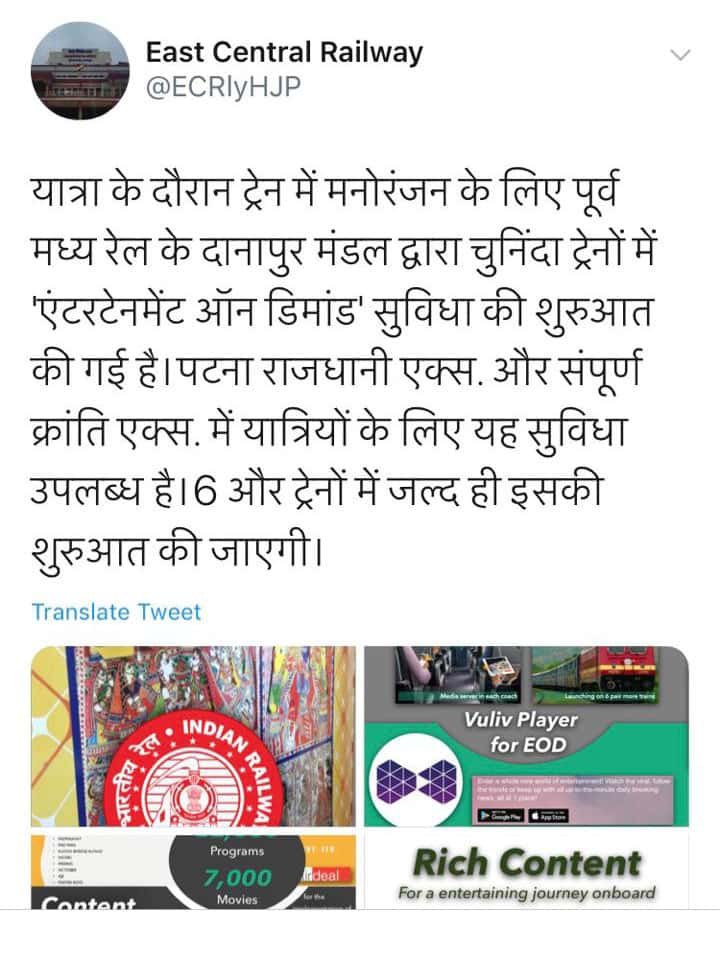 East Central Railway
@ECRlyHJP
यात्रा के दौरान ट्रेन में मनोरंजन के लिए पूर्व
मध्य रेल के दानापुर मंडल द्वारा चुनिंदा ट्रेनों में
'एंटरटेनमेंट ऑन डिमांड' सुविधा की शुरुआत
की गई है।पटना राजधानी एक्स. और संपूर्ण
क्रांति एक्स. में यात्रियों के लिए यह सुविधा
उपलब्ध है।6 और ट्रेनों में जल्द ही इसकी
शुरुआत की जाएगी।
Translate Tweet
भारतीय रेल • INDIAN RAILWA
Media server in each coach
Launching on 6 pair more trains
Vuliv Player
for EOD
Enter a whole new world of entertainment! Watch the viral, follow
the trends or keep up with all up-to-the-minute daily breaking
news, all at 1 place!
Google Play
App Store
Programs
7,000
Movies
Content
deal
for the
Rich Content
For a entertaining journey onboard